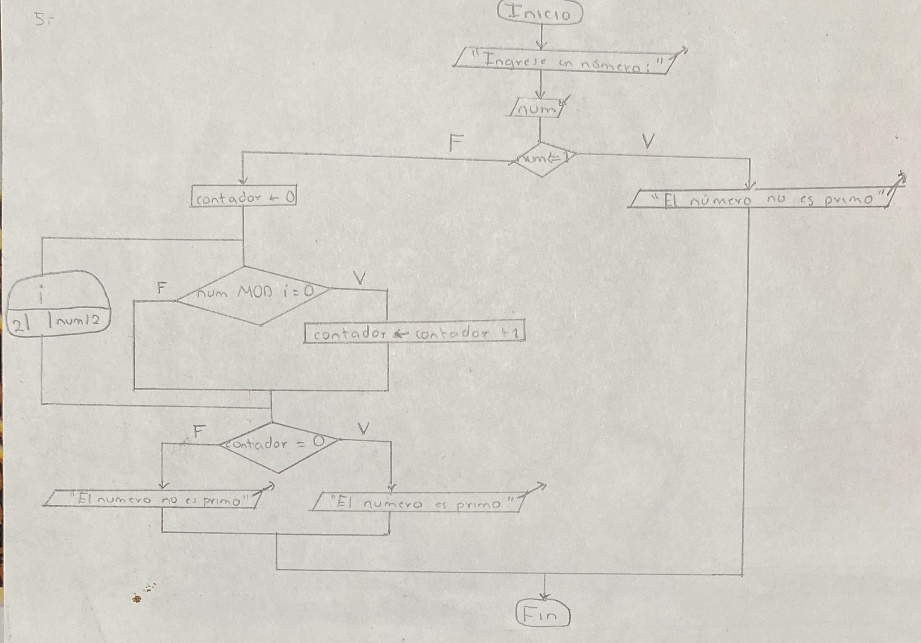 5.-
Inicio
"Ingrese un número:"
num
F
num<=1
V
contador ← 0
"El número no es primo"
i
2 num/2
F
num MOD i = 0
V
contador ← contador + 1
F
contador = 0
V
"El numero no es primo"
"El numero es primo"
Fin